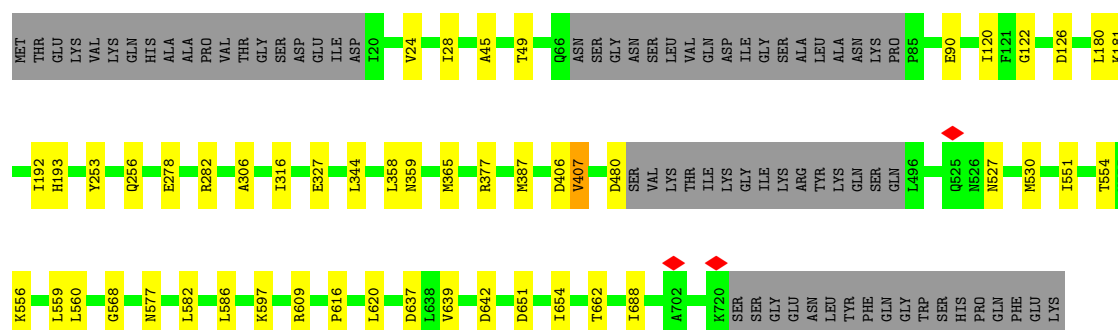 MET THR GLU LYS VAL LYS GLN HIS ALA ALA PRO VAL THR GLY SER ASP GLU ILE ASP I20 V24 I28 A45 T49 Q66 ASN SER GLY ASN SER LEU VAL GLN ASP ILE GLY SER ALA LEU ALA ASN LYS PRO P85 E90 I120 F121 G122 D126 L180 K181
I192 H193 Y253 Q256 E278 R282 A306 I316 E327 L344 L358 N359 M365 R377 M387 D406 V407 D480 SER VAL LYS THR ILE LYS GLY ILE LYS ARG TYR LYS GLN SER GLN L496 Q525 N526 N527 M530 I551 T554
K556 L559 L560 G568 N577 L582 L586 K597 R609 P616 L620 D637 L638 V639 D642 D651 I654 T662 I688 A702 K720 SER SER GLY GLU ASN LEU TYR PHE GLN GLY TRP SER HIS PRO GLN PHE GLU LYS